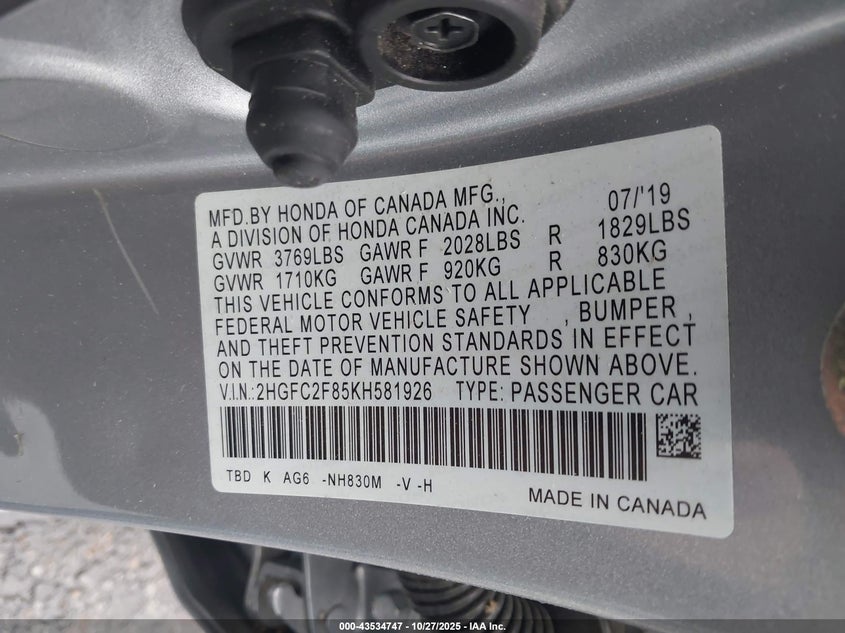 MFD.BY HONDA OF CANADA MFG., 07/'19
A DIVISION OF HONDA CANADA INC.
GVWR 3769LBS GAWR F 2028LBS R 1829LBS
GVWR 1710KG GAWR F 920KG R 830KG
THIS VEHICLE CONFORMS TO ALL APPLICABLE
FEDERAL MOTOR VEHICLE SAFETY , BUMPER ,
AND THEFT PREVENTION STANDARDS IN EFFECT
ON THE DATE OF MANUFACTURE SHOWN ABOVE.
V.I.N.:2HGFC2F85KH581926 TYPE: PASSENGER CAR
TBD K AG6 -NH830M -V -H
MADE IN CANADA
000-43534747 - 10/27/2025 - IAA Inc.